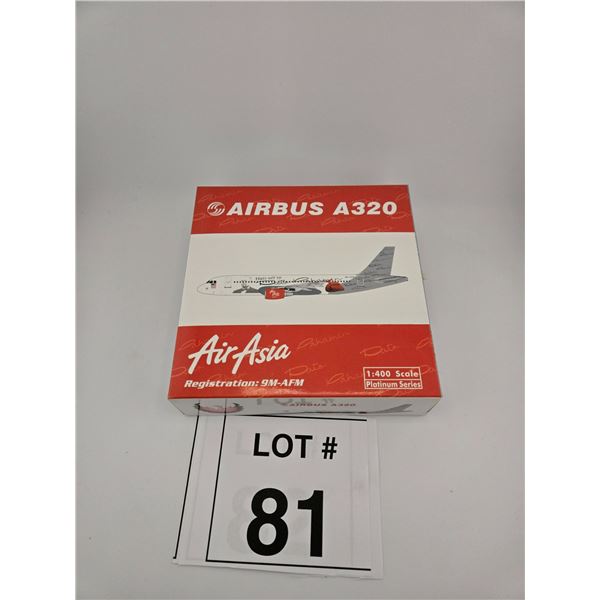 AIRBUS A320
AirAsia
Registration: 9M-AFM
1:400 Scale
Platinum Series
AIRBUS A320
LOT #
81